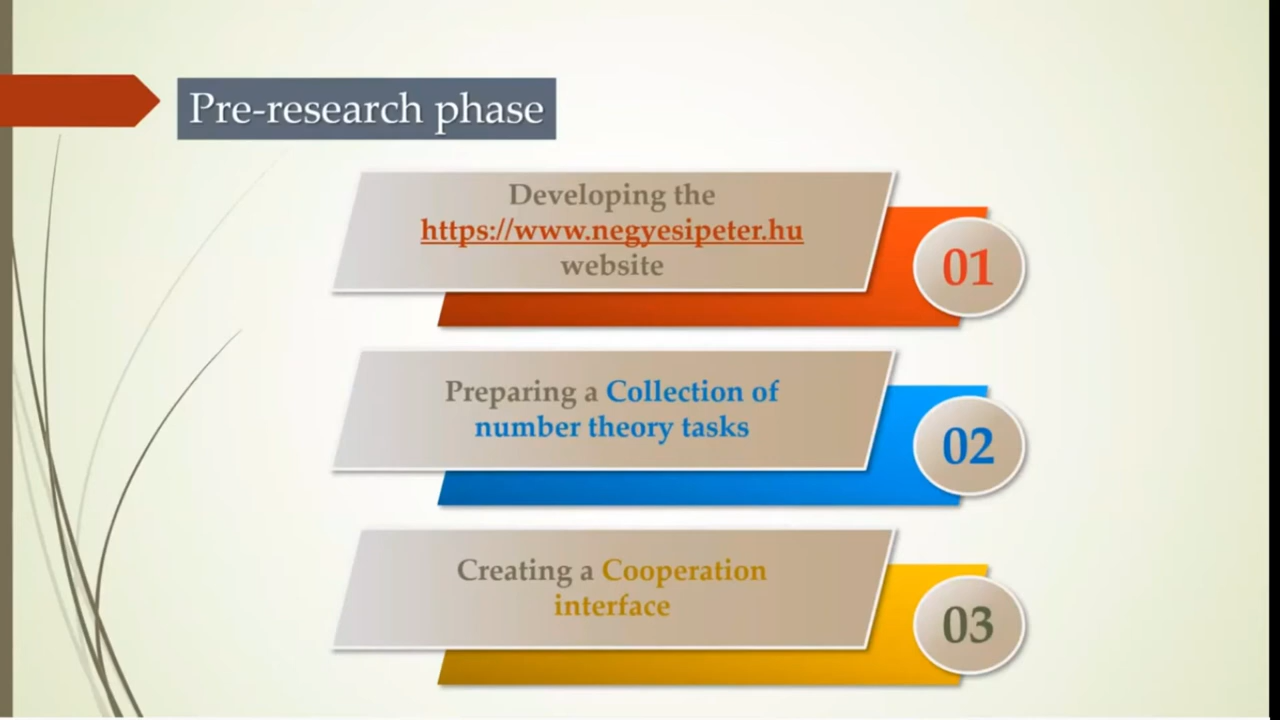 Pre-research phase
Developing the
https://www.negyesipeter.hu
website
01
Preparing a Collection of
number theory tasks
02
Creating a Cooperation
interface
03